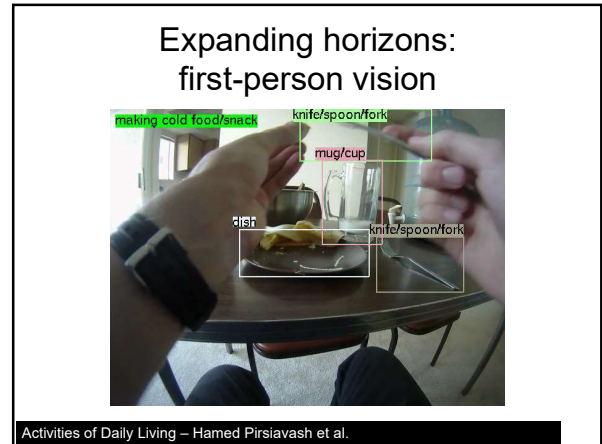 Expanding horizons:
first-person vision
making cold food/snack
knife/spoon/fork
mug/cup
dish
knife/spoon/fork
Activities of Daily Living – Hamed Pirsiavash et al.